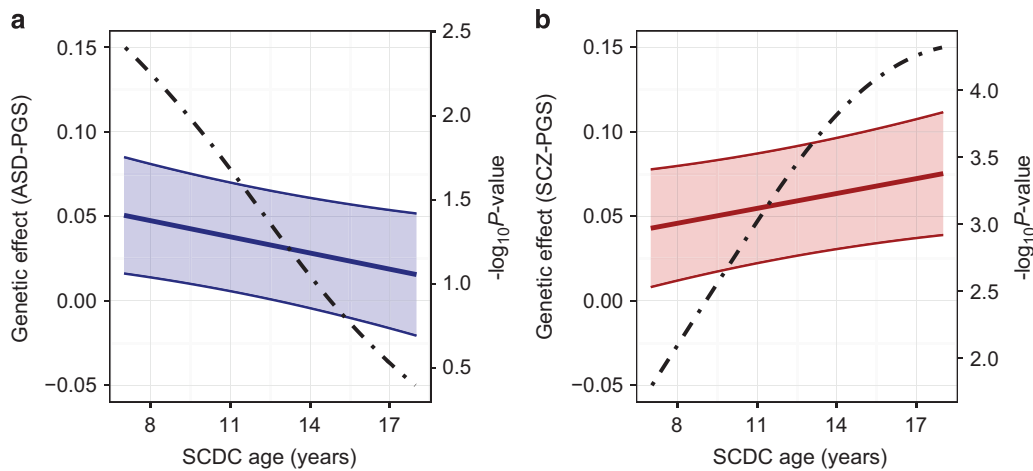 a
Genetic effect (ASD-PGS)
0.15
0.10
0.05
0.00
−0.05
8 11 14 17
SCDC age (years)
2.5
2.0
1.5
1.0
0.5
-log10P-value
b
Genetic effect (SCZ-PGS)
0.15
0.10
0.05
0.00
−0.05
8 11 14 17
SCDC age (years)
4.0
3.5
3.0
2.5
2.0
-log10P-value